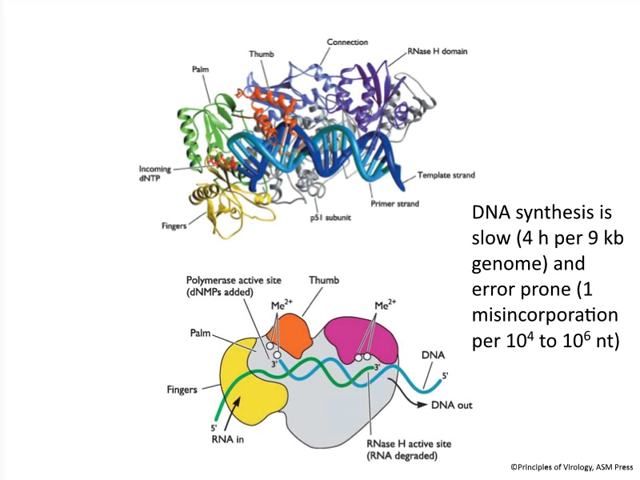 Connection
Thumb
RNase H domain
Palm
Incoming
dNTP
Template strand
Primer strand
p51 subunit
Fingers
DNA synthesis is
slow (4 h per 9 kb
genome) and
error prone (1
misincorporation
per 10⁴ to 10⁶ nt)
Polymerase active site
(dNMPs added)
Thumb
Me²⁺
Me²⁺
Palm
3'
3'
DNA
5'
Fingers
DNA out
5'
RNA in
RNase H active site
(RNA degraded)
©Principles of Virology, ASM Press